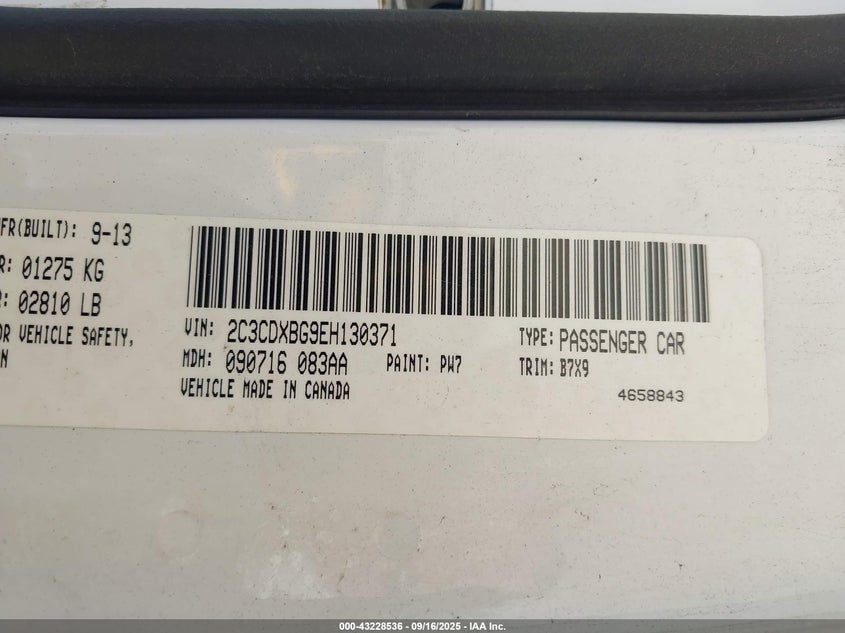 FR(BUILT): 9-13
R: 01275 KG
: 02810 LB
OR VEHICLE SAFETY,
N
VIN: 2C3CDXBG9EH130371
TYPE: PASSENGER CAR
MDH: 090716 083AA
PAINT: PW7
TRIM: B7X9
VEHICLE MADE IN CANADA
4658843
000-43228536 - 09/16/2025 - IAA Inc.